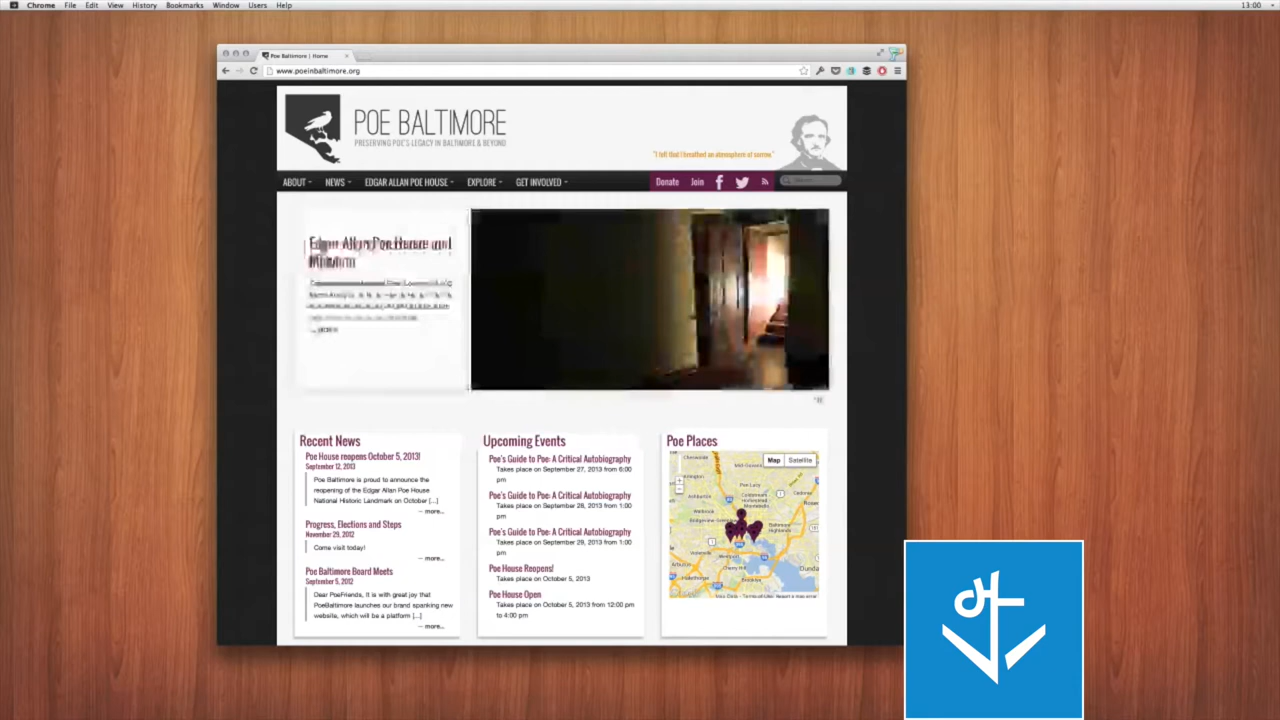 Chrome File Edit View History Bookmarks Window Users Help 13:00
Poe Baltimore | Home
www.poeinbaltimore.org
POE BALTIMORE
PRESERVING POE'S LEGACY IN BALTIMORE & BEYOND
"I felt that I breathed an atmosphere of sorrow."
ABOUT NEWS EDGAR ALLAN POE HOUSE EXPLORE GET INVOLVED Donate Join
Edgar Allan Poe House and
Museum
Recent News
Poe House reopens October 5, 2013!
September 12, 2013
Poe Baltimore is proud to announce the
reopening of the Edgar Allan Poe House
National Historic Landmark on October [...]
– more...
Progress, Elections and Steps
November 29, 2012
Come visit today!
– more...
Poe Baltimore Board Meets
September 5, 2012
Dear PoeFriends, It is with great joy that
PoeBaltimore launches our brand spanking new
website, which will be a platform [...]
– more...
Upcoming Events
Poe's Guide to Poe: A Critical Autobiography
Takes place on September 27, 2013 from 6:00
pm
Poe's Guide to Poe: A Critical Autobiography
Takes place on September 28, 2013 from 1:00
pm
Poe's Guide to Poe: A Critical Autobiography
Takes place on September 29, 2013 from 1:00
pm
Poe House Reopens!
Takes place on October 5, 2013
Poe House Open
Takes place on October 5, 2013 from 12:00 pm
to 4:00 pm
Poe Places
Map Satellite
Cherry Hill
Dunda